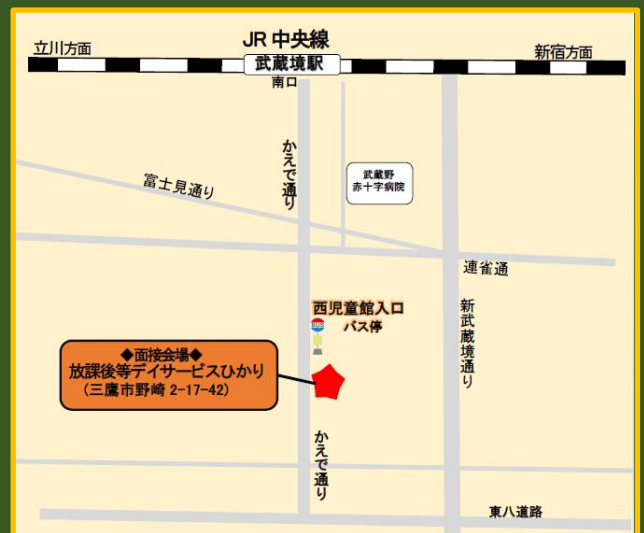 JR 中央線
立川方面
武蔵境駅
新宿方面
南口
かえで通り
武蔵野
赤十字病院
富士見通り
連雀通
西児童館入口
バス停
新武蔵境通り
◆面接会場◆
放課後等デイサービスひかり
（三鷹市野崎 2-17-42）
かえで通り
東八道路